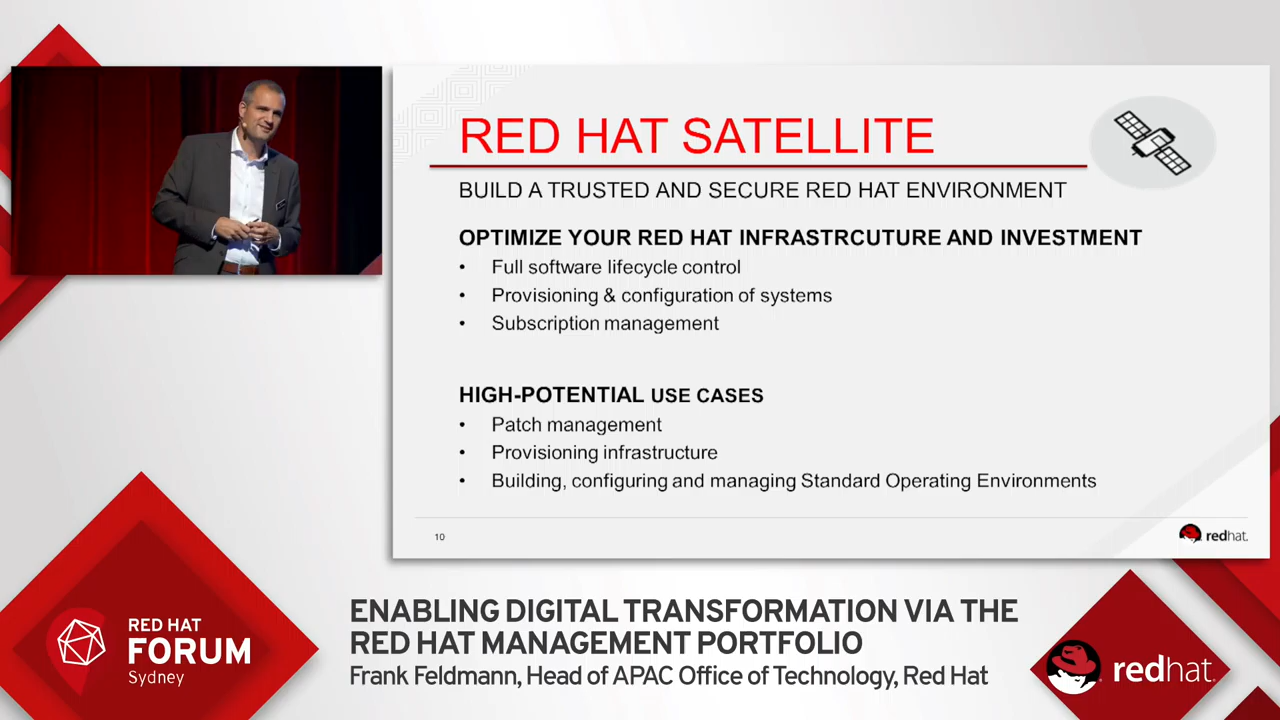 RED HAT SATELLITE
BUILD A TRUSTED AND SECURE RED HAT ENVIRONMENT
OPTIMIZE YOUR RED HAT INFRASTRCUTURE AND INVESTMENT
• Full software lifecycle control
• Provisioning & configuration of systems
• Subscription management
HIGH-POTENTIAL USE CASES
• Patch management
• Provisioning infrastructure
• Building, configuring and managing Standard Operating Environments
10
redhat.
RED HAT
FORUM
Sydney
ENABLING DIGITAL TRANSFORMATION VIA THE
RED HAT MANAGEMENT PORTFOLIO
Frank Feldmann, Head of APAC Office of Technology, Red Hat
redhat.